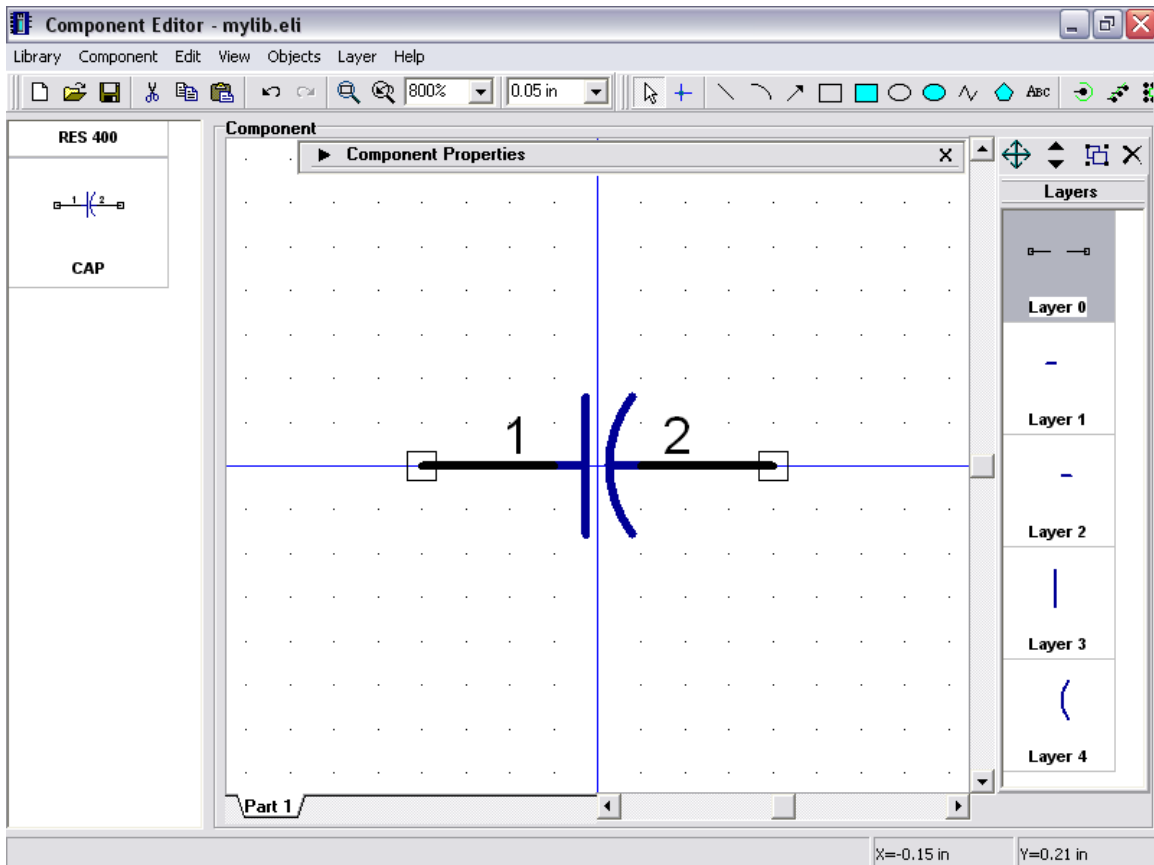 Component Editor - mylib.eli
Library Component Edit View Objects Layer Help
800% 0.05 in ABC
RES 400
1 2
CAP
Component
Component Properties X
1 2
Part 1
Layers
Layer 0
Layer 1
Layer 2
Layer 3
Layer 4
X=-0.15 in Y=0.21 in